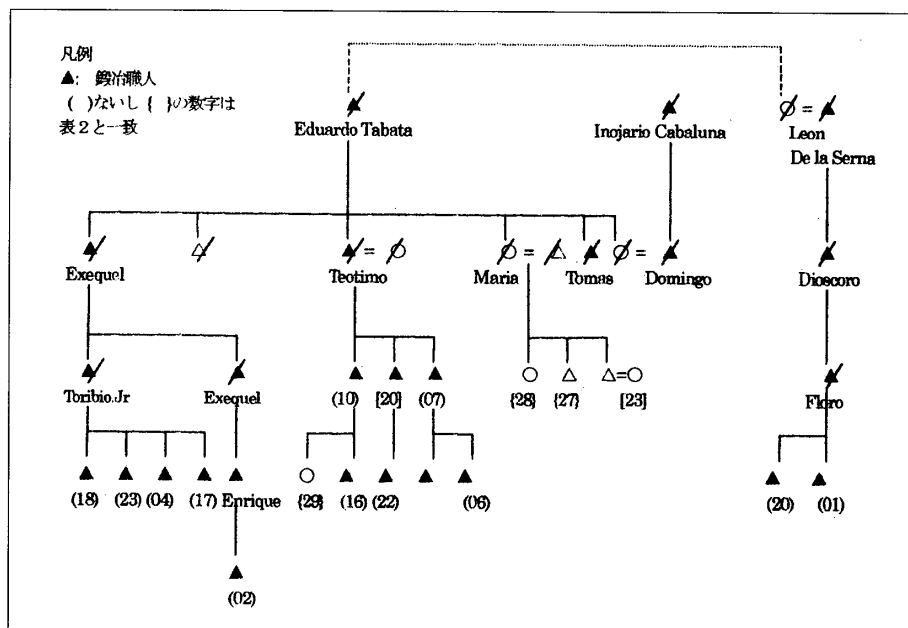 凡例
▲: 鍛冶職人
( )ないし { }の数字は
表2と一致
Eduardo Tabata
Inojario Cabaluna
Leon
De la Serna
Exequel
Teotimo
Maria
Tomas
Domingo
Dioscoro
Toribio.Jr
Exequel
(10)
[20]
(07)
{28}
{27}
[23]
Floro
(18)
(23)
(04)
(17)
Enrique
{29}
(16)
(22)
(06)
(20)
(01)
(02)